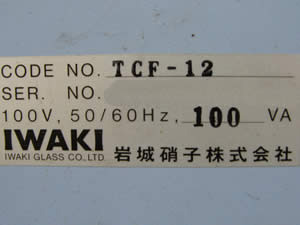 CODE NO. TCF-12
SER. NO.
100V, 50/60Hz, 100 VA
IWAKI
IWAKI GLASS CO., LTD 岩城硝子株式会社